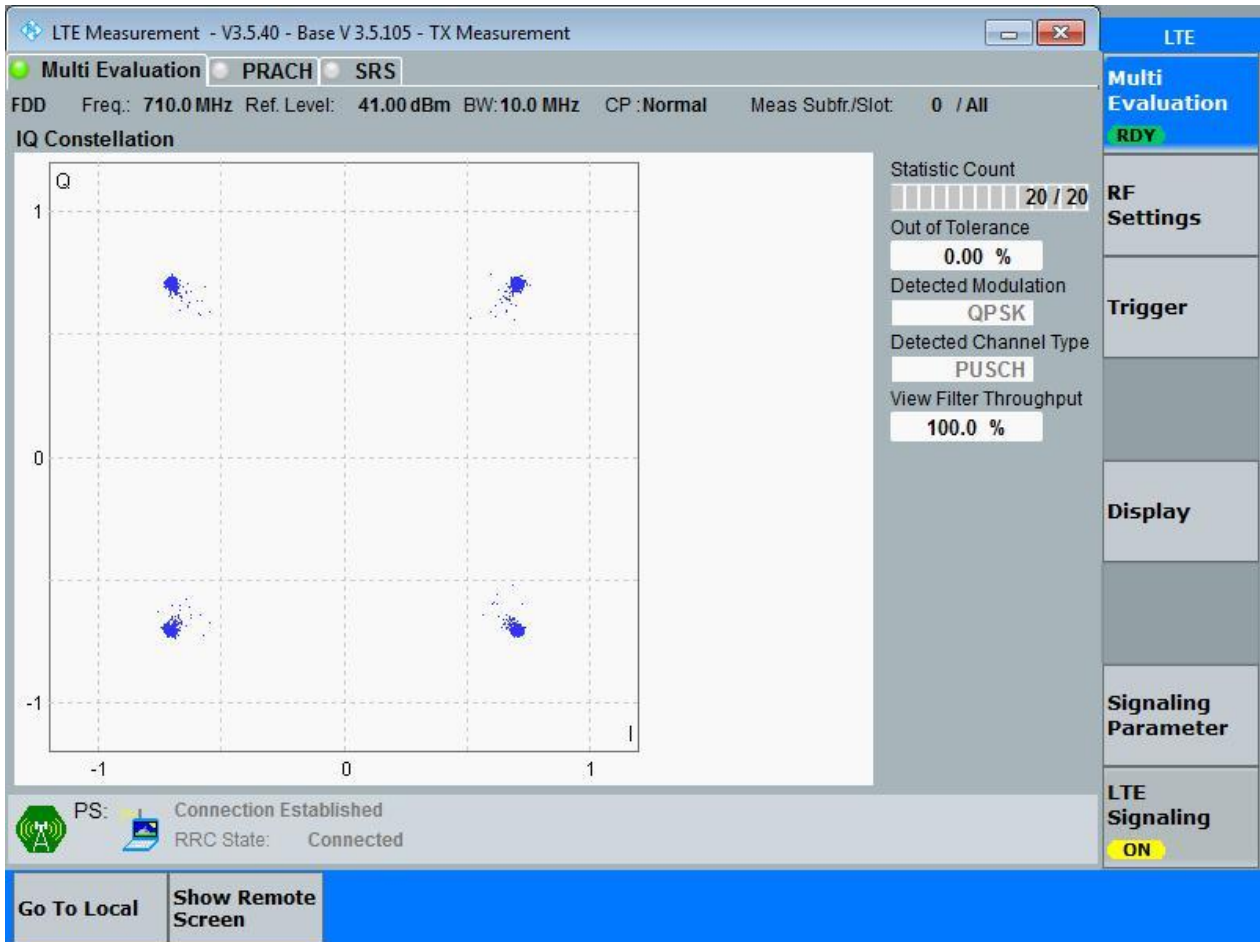 LTE Measurement - V3.5.40 - Base V 3.5.105 - TX Measurement
LTE
Multi Evaluation PRACH SRS
FDD Freq.: 710.0 MHz Ref. Level: 41.00 dBm BW: 10.0 MHz CP : Normal Meas Subfr./Slot: 0 / All
IQ Constellation
Q
1
0
-1
I
-1 0 1
Statistic Count
20 / 20
Out of Tolerance
0.00 %
Detected Modulation
QPSK
Detected Channel Type
PUSCH
View Filter Throughput
100.0 %
Multi
Evaluation
RDY
RF
Settings
Trigger
Display
Signaling
Parameter
LTE
Signaling
ON
PS: Connection Established
RRC State: Connected
Go To Local
Show Remote
Screen